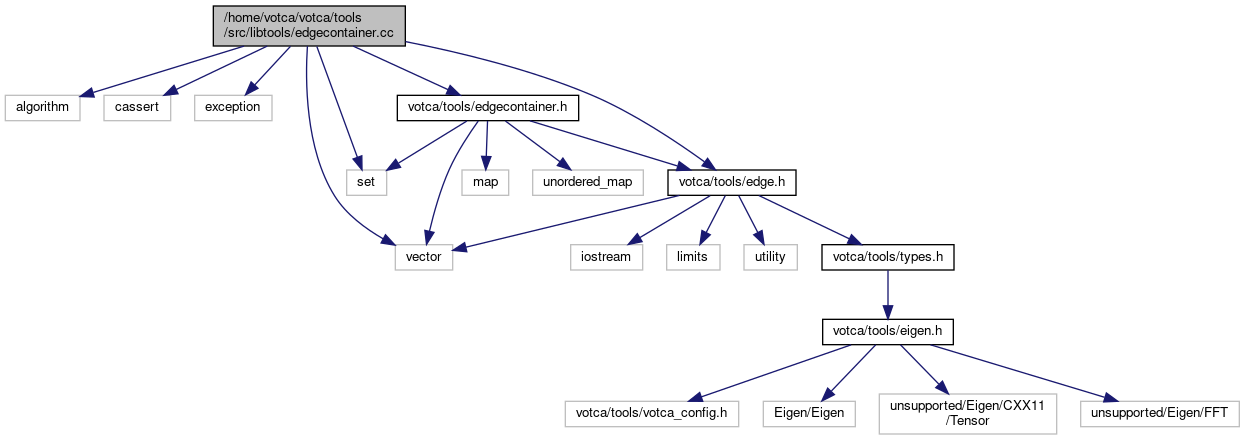 /home/votca/votca/tools
/src/libtools/edgecontainer.cc
algorithm
cassert
exception
votca/tools/edgecontainer.h
set
map
unordered_map
votca/tools/edge.h
vector
iostream
limits
utility
votca/tools/types.h
votca/tools/eigen.h
votca/tools/votca_config.h
Eigen/Eigen
unsupported/Eigen/CXX11
/Tensor
unsupported/Eigen/FFT